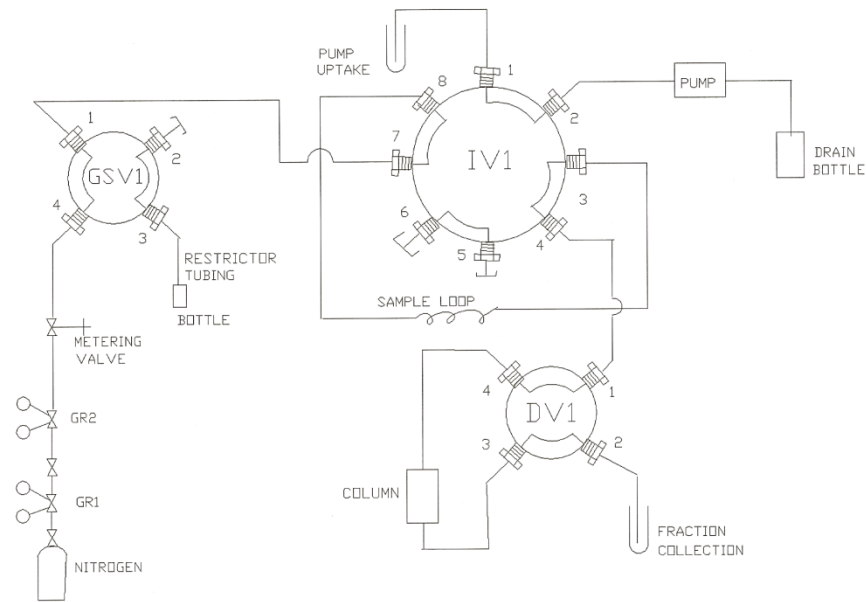 PUMP
UPTAKE
1
8
2
PUMP
DRAIN
BOTTLE
7
IV1
3
6
5
4
1
2
GSV1
4
3
RESTRICTOR
TUBING
BOTTLE
SAMPLE LOOP
METERING
VALVE
GR2
GR1
NITROGEN
4
1
DV1
3
2
COLUMN
FRACTION
COLLECTION